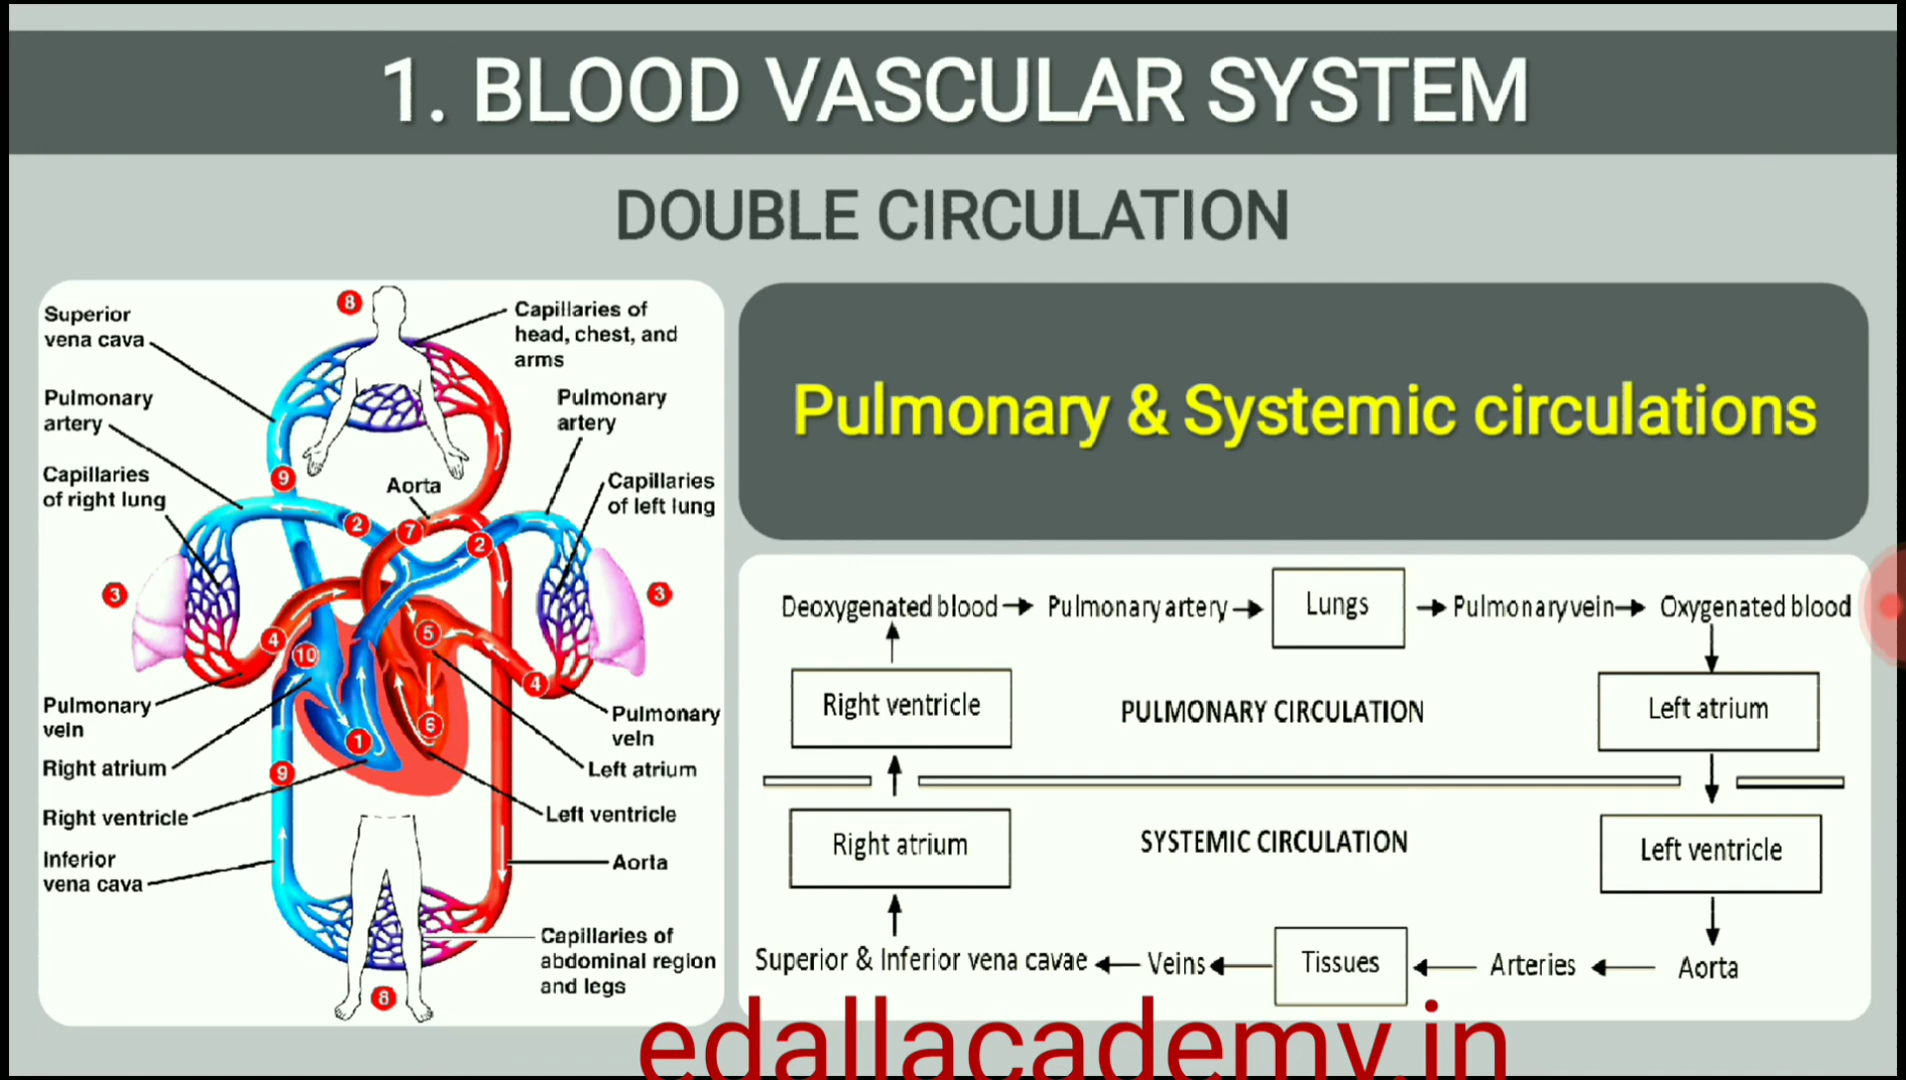 1. BLOOD VASCULAR SYSTEM
DOUBLE CIRCULATION
8
Superior
vena cava
Capillaries of
head, chest, and
arms
Pulmonary
artery
Pulmonary
artery
Capillaries
of right lung
9
Aorta
Capillaries
of left lung
2
7
2
3
3
4
5
10
4
Pulmonary
vein
6
1
Pulmonary
vein
Right atrium
9
Left atrium
Right ventricle
Left ventricle
Inferior
vena cava
Aorta
Capillaries of
abdominal region
and legs
8
Pulmonary & Systemic circulations
Deoxygenated blood Pulmonary artery Lungs Pulmonary vein Oxygenated blood
Right ventricle PULMONARY CIRCULATION Left atrium
Right atrium SYSTEMIC CIRCULATION Left ventricle
Superior & Inferior vena cavae Veins Tissues Arteries Aorta
edallacademy.in